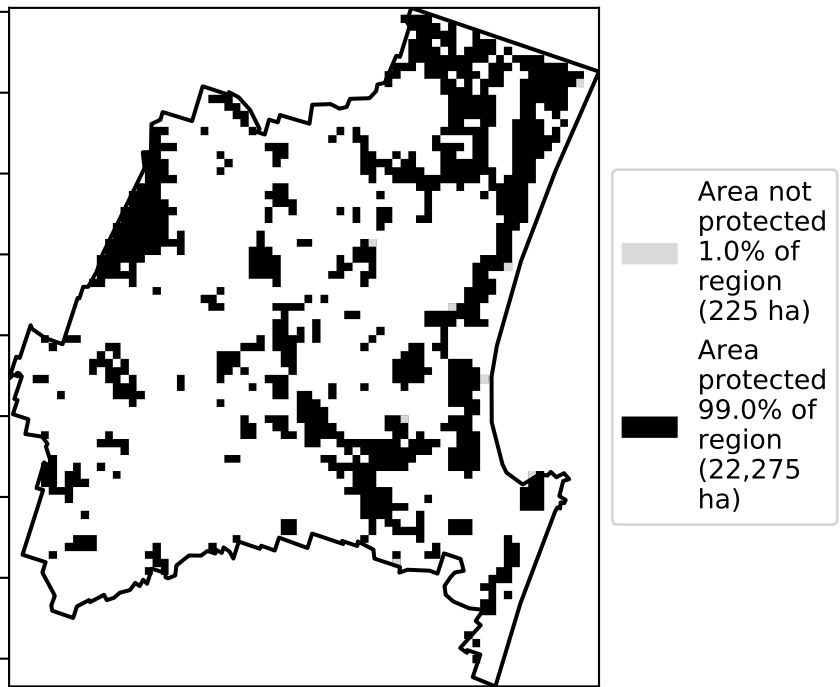 Area not
protected
1.0% of
region
(225 ha)
Area
protected
99.0% of
region
(22,275
ha)